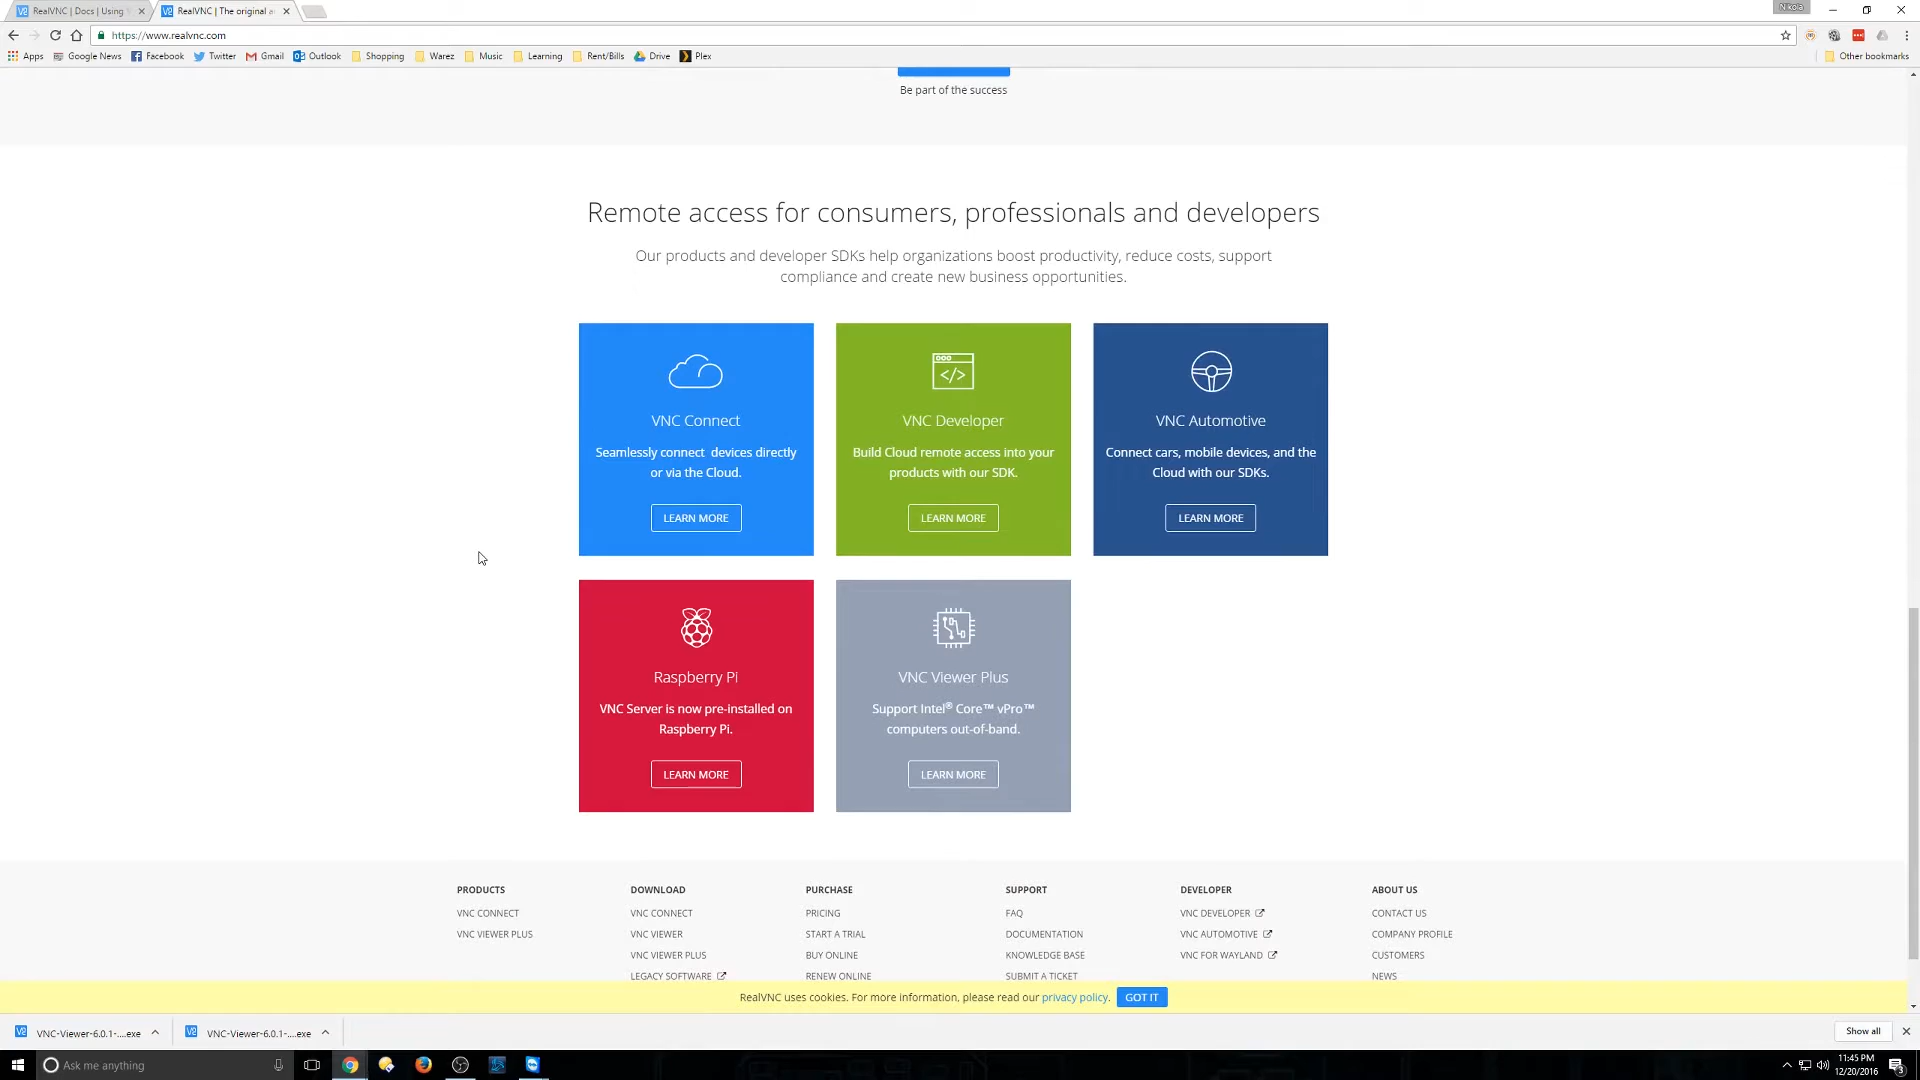 RealVNC | Docs | Using
RealVNC | The original a
Nikola
https://www.realvnc.com
Apps Google News Facebook Twitter Gmail Outlook Shopping Warez Music Learning Rent/Bills Drive Plex Other bookmarks
Be part of the success
Remote access for consumers, professionals and developers
Our products and developer SDKs help organizations boost productivity, reduce costs, support
compliance and create new business opportunities.
VNC Connect
Seamlessly connect devices directly
or via the Cloud.
LEARN MORE
VNC Developer
Build Cloud remote access into your
products with our SDK.
LEARN MORE
VNC Automotive
Connect cars, mobile devices, and the
Cloud with our SDKs.
LEARN MORE
Raspberry Pi
VNC Server is now pre-installed on
Raspberry Pi.
LEARN MORE
VNC Viewer Plus
Support Intel® Core™ vPro™
computers out-of-band.
LEARN MORE
PRODUCTS
VNC CONNECT
VNC VIEWER PLUS
DOWNLOAD
VNC CONNECT
VNC VIEWER
VNC VIEWER PLUS
LEGACY SOFTWARE
PURCHASE
PRICING
START A TRIAL
BUY ONLINE
RENEW ONLINE
SUPPORT
FAQ
DOCUMENTATION
KNOWLEDGE BASE
SUBMIT A TICKET
DEVELOPER
VNC DEVELOPER
VNC AUTOMOTIVE
VNC FOR WAYLAND
ABOUT US
CONTACT US
COMPANY PROFILE
CUSTOMERS
NEWS
RealVNC uses cookies. For more information, please read our privacy policy. GOT IT
VNC-Viewer-6.0.1-....exe
VNC-Viewer-6.0.1-....exe
Show all
Ask me anything
11:45 PM
12/20/2016